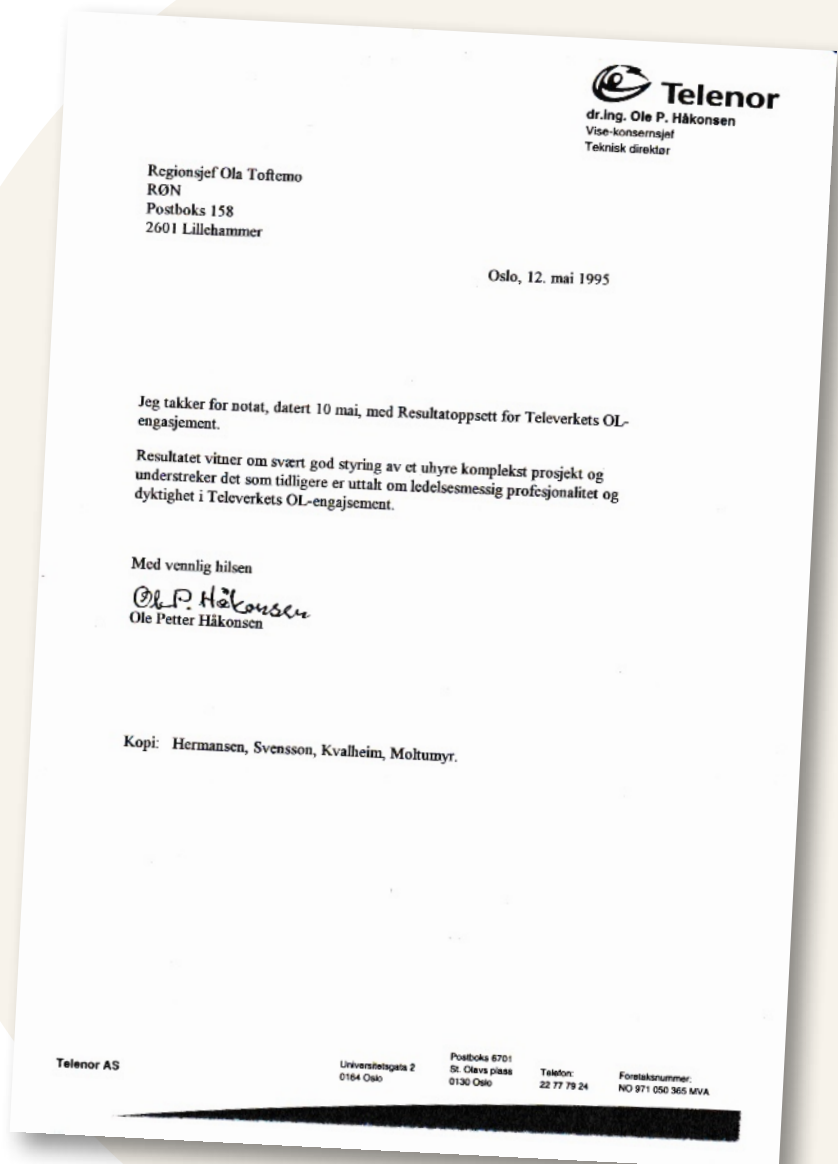 Telenor
dr.ing. Ole P. Håkonsen
Vise-konsernsjef
Teknisk direktør
Regionsjef Ola Toftemo
RØN
Postboks 158
2601 Lillehammer
Oslo, 12. mai 1995
Jeg takker for notat, datert 10 mai, med Resultatoppsett for Televerkets OL-
engasjement.
Resultatet vitner om svært god styring av et uhyre komplekst prosjekt og
understreker det som tidligere er uttalt om ledelsesmessig profesjonalitet og
dyktighet i Televerkets OL-engajsement.
Med vennlig hilsen
Ole P. Håkonsen
Ole Petter Håkonsen
Kopi: Hermansen, Svensson, Kvalheim, Moltumyr.
Telenor AS
Universitetsgata 2
0164 Oslo
Postboks 6701
St. Olavs plass
0130 Oslo
Telefon:
22 77 79 24
Foretaksnummer:
NO 971 050 365 MVA